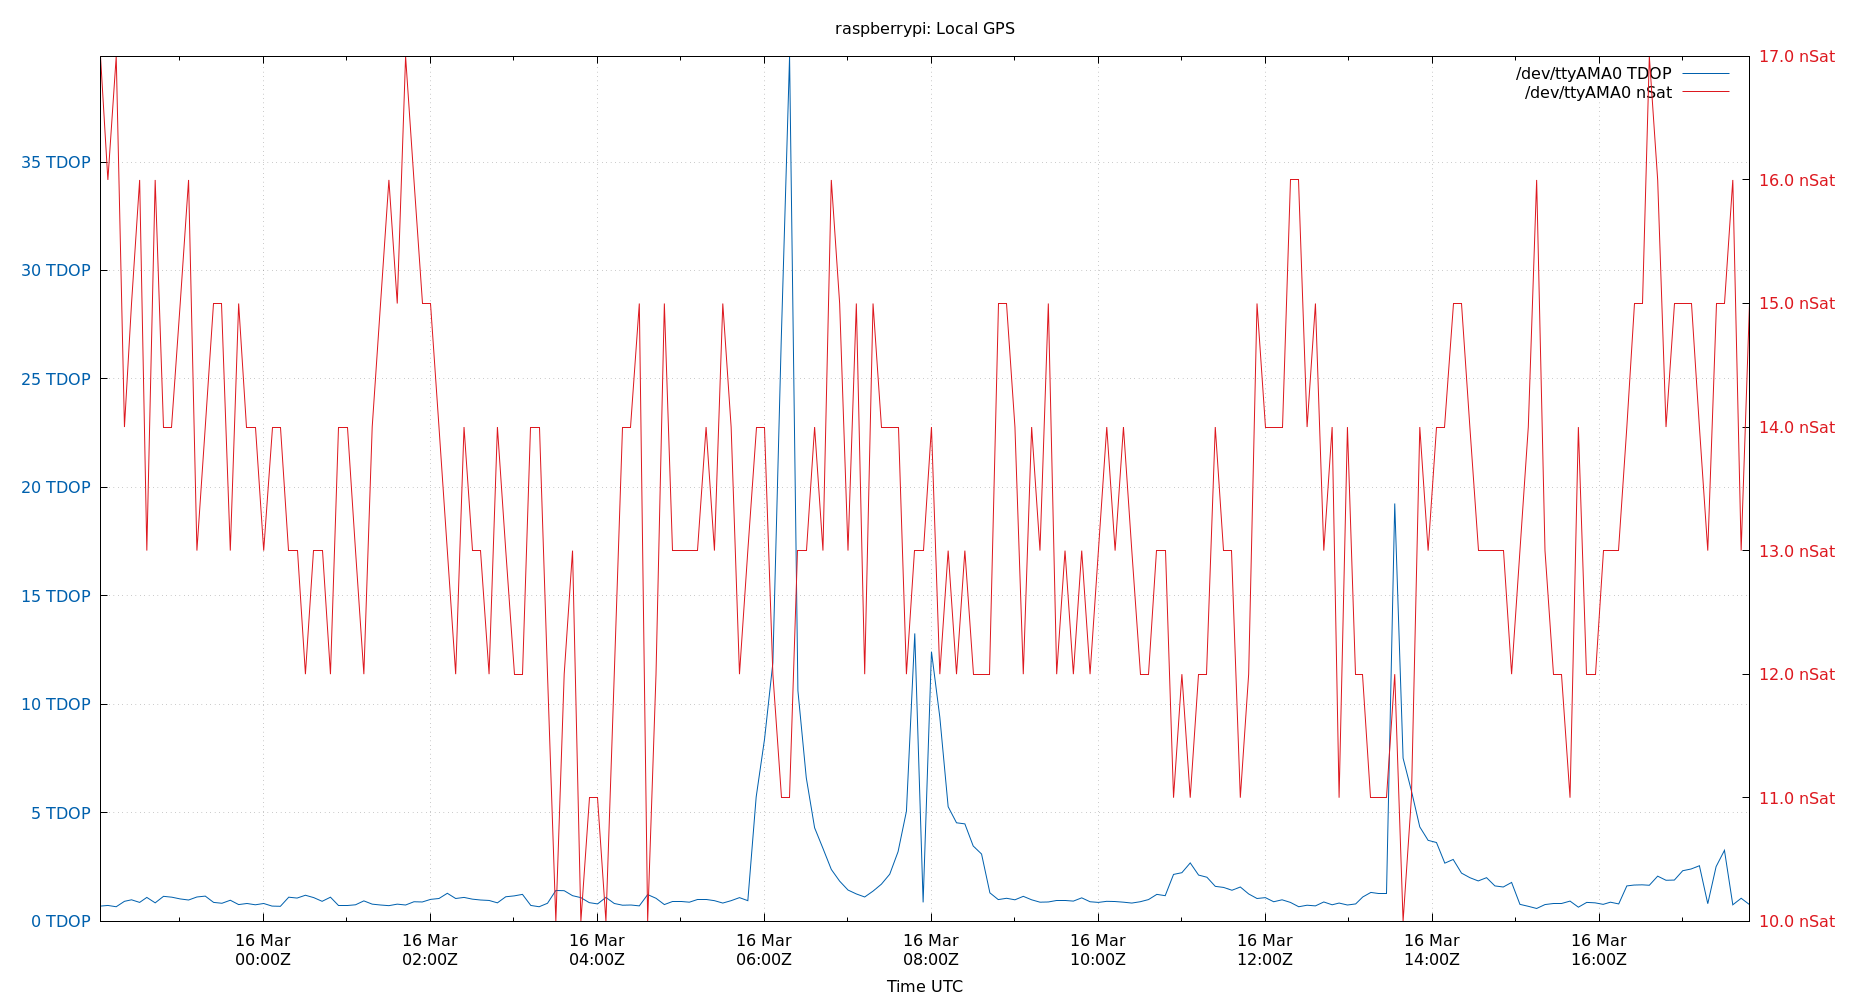 raspberrypi: Local GPS
17.0 nSat
/dev/ttyAMA0 TDOP
/dev/ttyAMA0 nSat
35 TDOP
16.0 nSat
30 TDOP
15.0 nSat
25 TDOP
14.0 nSat
20 TDOP
13.0 nSat
15 TDOP
12.0 nSat
10 TDOP
11.0 nSat
5 TDOP
0 TDOP
10.0 nSat
16 Mar 16 Mar 16 Mar 16 Mar 16 Mar 16 Mar 16 Mar 16 Mar 16 Mar
00:00Z 02:00Z 04:00Z 06:00Z 08:00Z 10:00Z 12:00Z 14:00Z 16:00Z
Time UTC